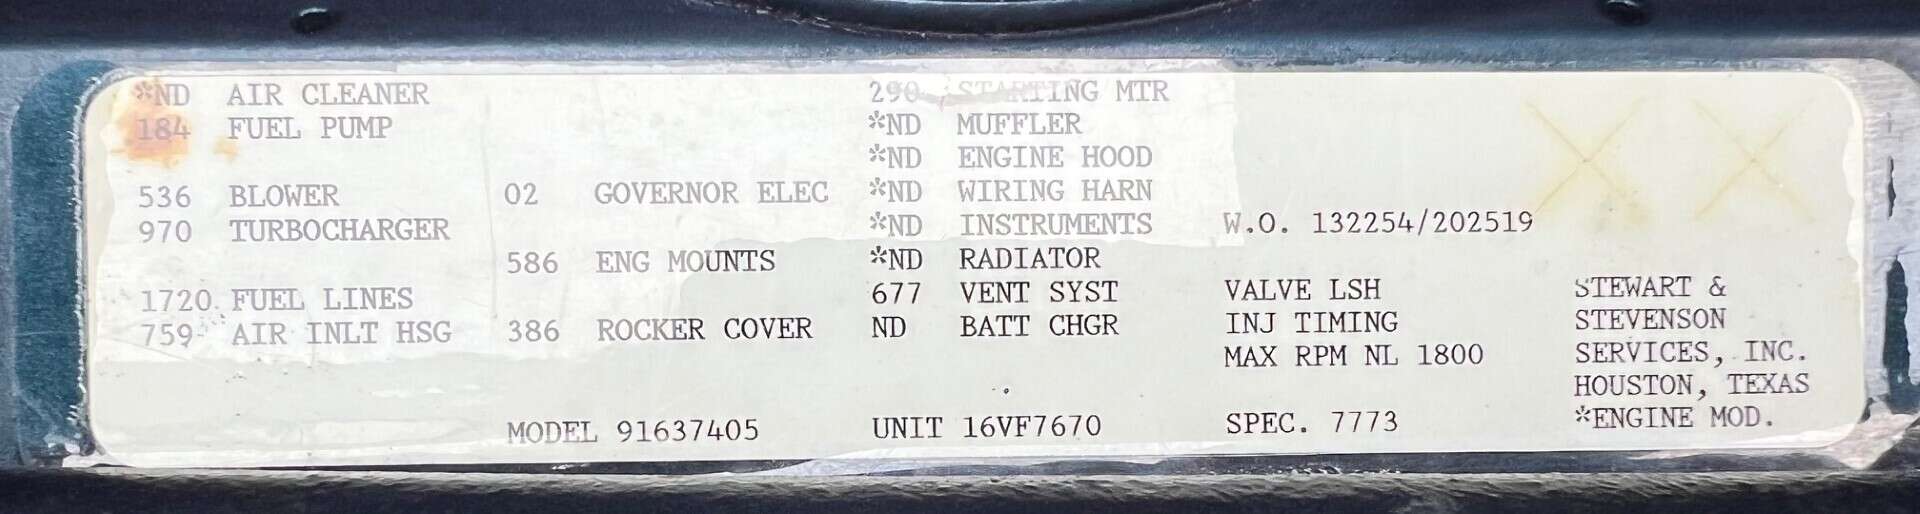 *ND AIR CLEANER
184 FUEL PUMP
536 BLOWER
970 TURBOCHARGER
1720 FUEL LINES
759 AIR INLT HSG
02 GOVERNOR ELEC
586 ENG MOUNTS
386 ROCKER COVER
MODEL 91637405
290 STARTING MTR
*ND MUFFLER
*ND ENGINE HOOD
*ND WIRING HARN
*ND INSTRUMENTS
*ND RADIATOR
677 VENT SYST
ND BATT CHGR
UNIT 16VF7670
W.O. 132254/202519
VALVE LSH
INJ TIMING
MAX RPM NL 1800
SPEC. 7773
STEWART &
STEVENSON
SERVICES, INC.
HOUSTON, TEXAS
*ENGINE MOD.